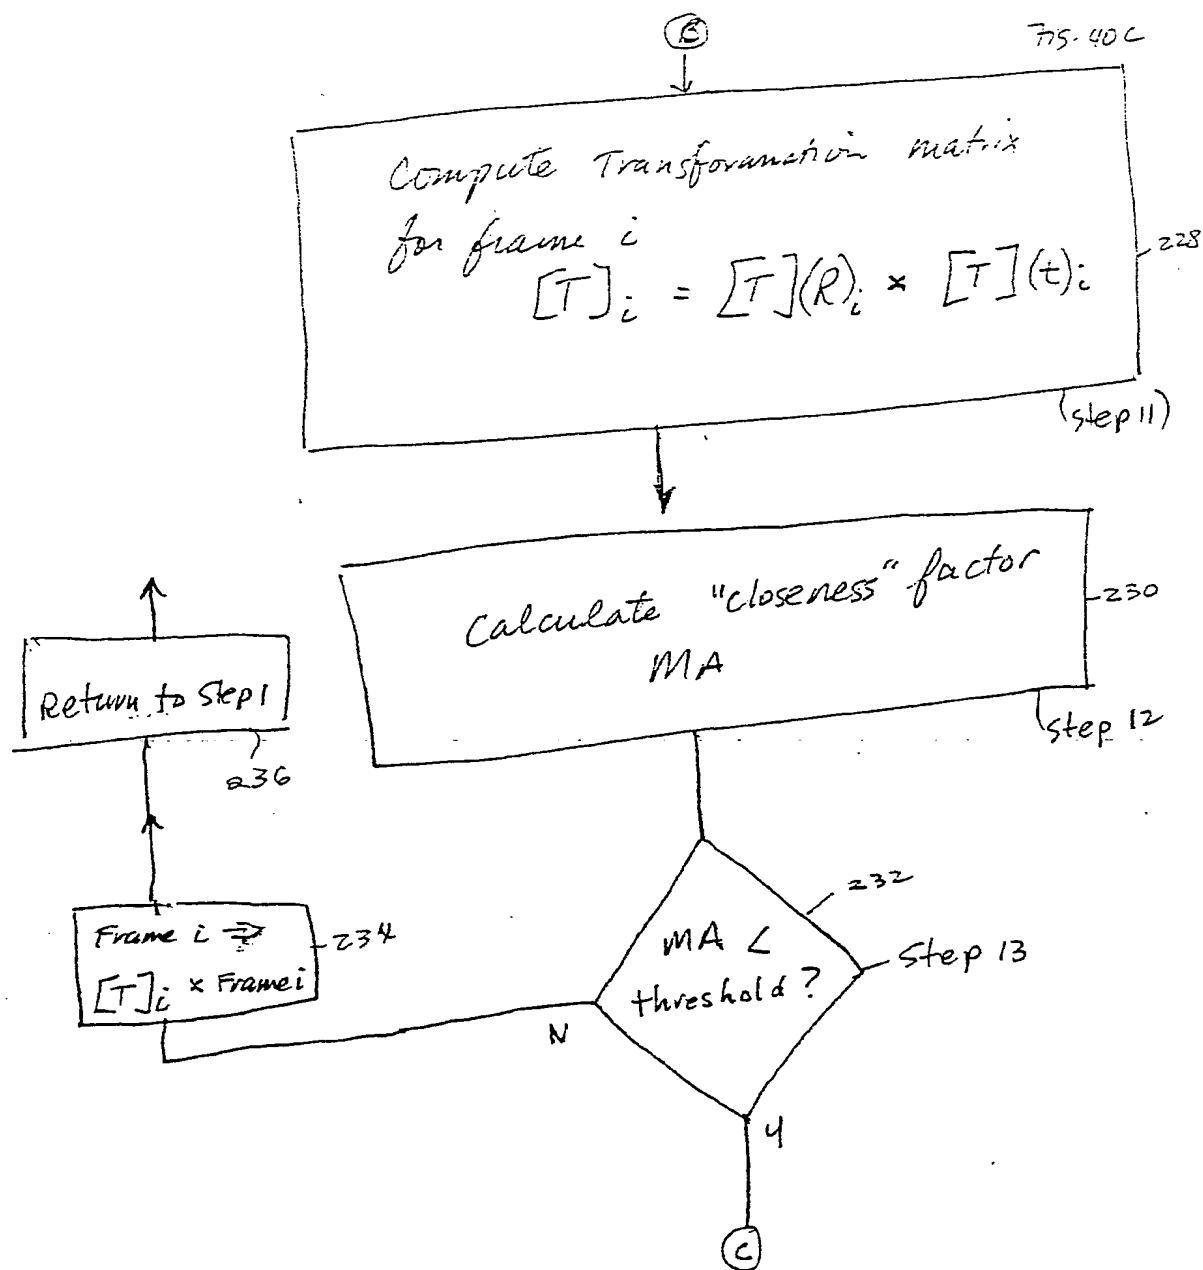 Fig. 40C
Compute Transformation matrix
for frame i
[T]i = [T](R)i × [T](t)i
228
(step 11)
Calculate "closeness" factor
MA
230
Step 12
Return to Step 1
236
Frame i ⇒
[T]i × Frame i
234
MA <
threshold?
232
Step 13
N
Y
C